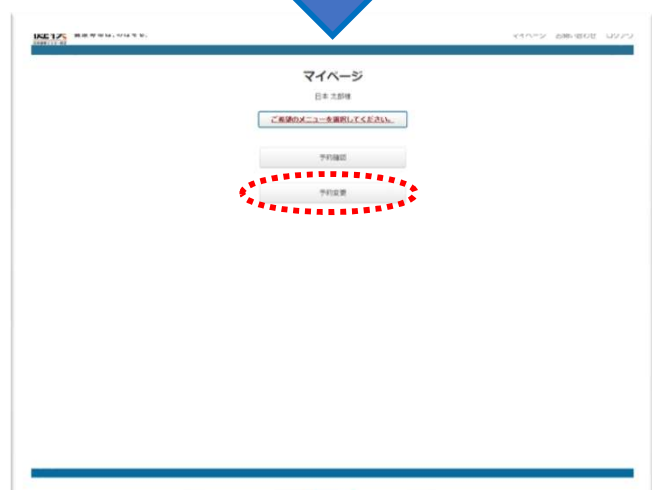 マイページ お問い合わせ ログアウ
マイページ
日本 太郎様
ご希望のメニューを選択してください。
予約確認
予約変更